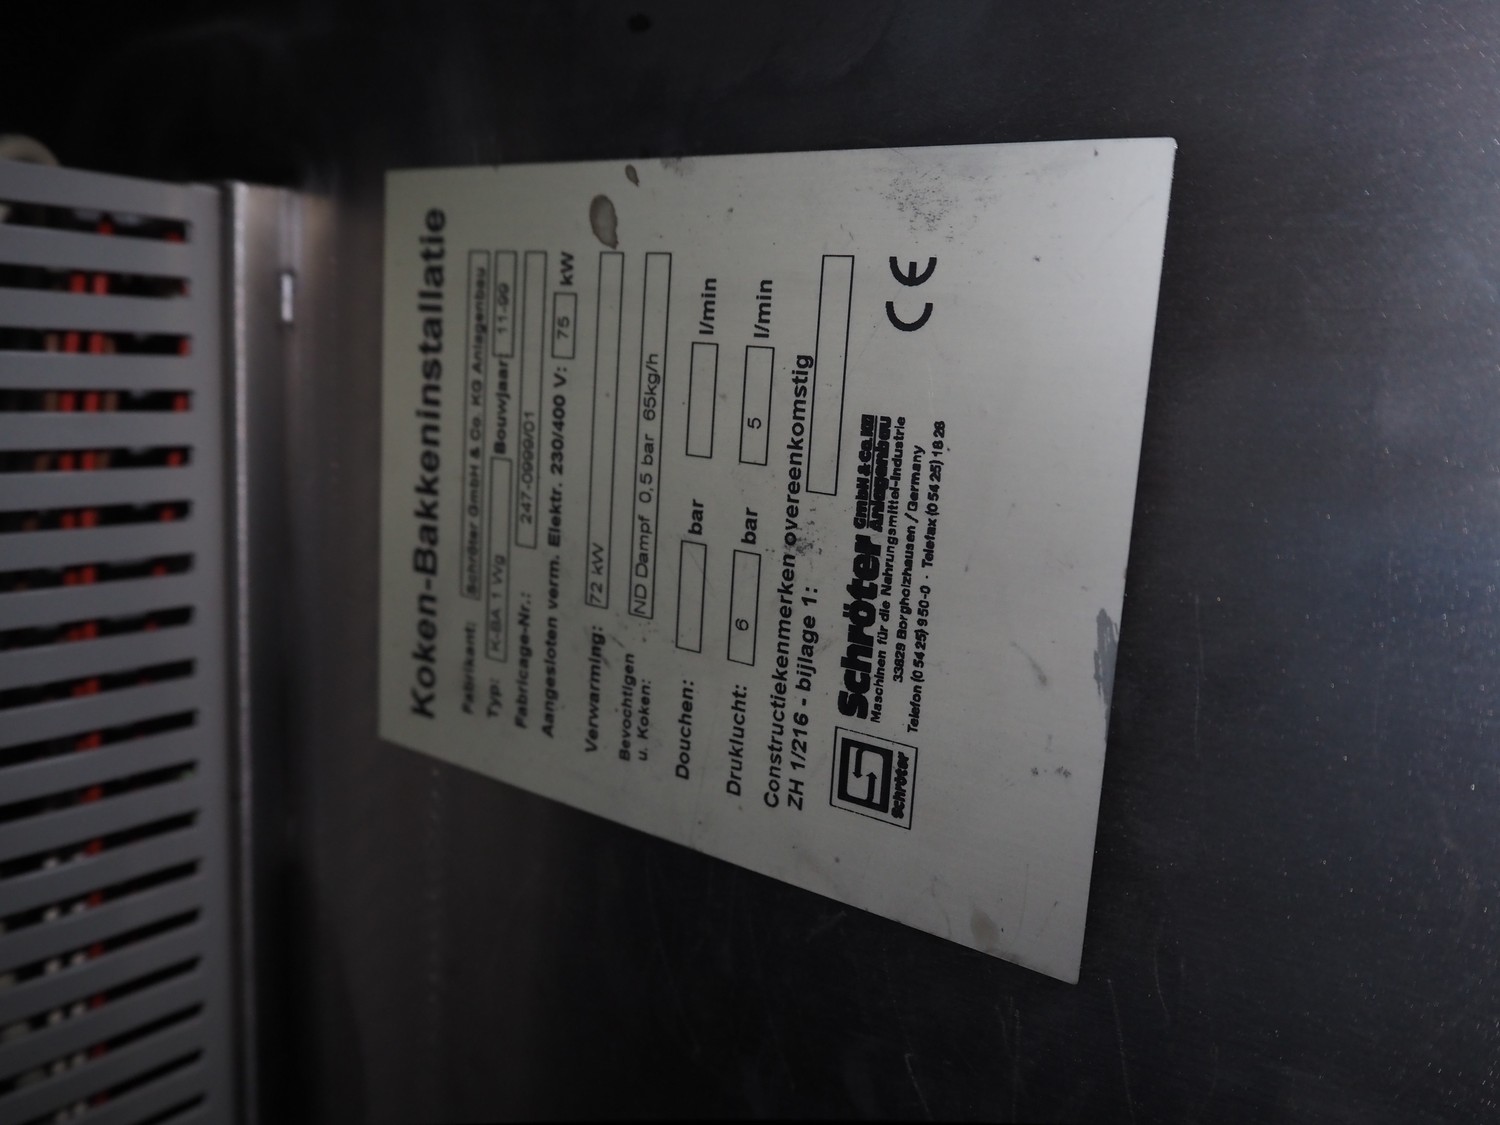 Koken-Bakkeninstallatie
Fabrikant: Schröter GmbH & Co. KG Anlagenbau
Typ: K-BA 1 Wg Bouwjaar 11-99
Fabricage-Nr.: 247-0999/01
Aangesloten verm. Elektr. 230/400 V: 75 kW
Verwarming: 72 kW
Bevochtigen
u. Koken: ND Dampf 0,5 bar 65kg/h
Douchen: bar l/min
Druklucht: 6 bar 5 l/min
Constructiekenmerken overeenkomstig
ZH 1/216 - bijlage 1:
Schröter GmbH & Co. KG
Anlagenbau
Maschinen für die Nahrungsmittel-Industrie
33829 Borgholzhausen / Germany
Telefon (0 54 25) 9 50-0 · Telefax (0 54 25) 18 28
Schröter
CE